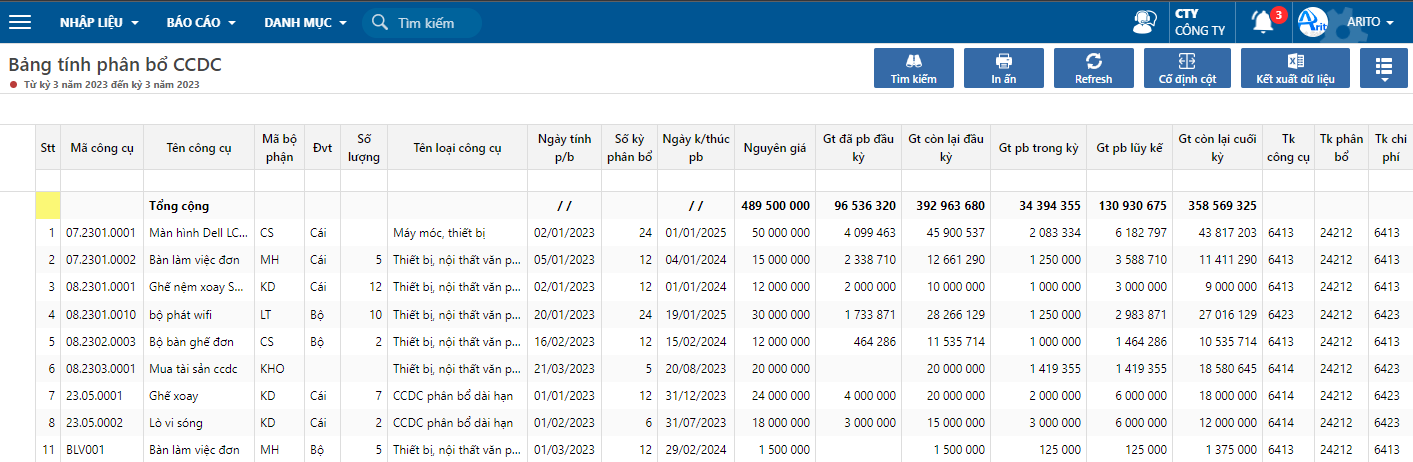 NHẬP LIỆU BÁO CÁO DANH MỤC Tìm kiếm CTY CÔNG TY 3 Arit ARITO
Bảng tính phân bổ CCDC
Từ kỳ 3 năm 2023 đến kỳ 3 năm 2023
Tìm kiếm In ấn Refresh Cố định cột Kết xuất dữ liệu
Stt Mã công cụ Tên công cụ Mã bộ phận Đvt Số lượng Tên loại công cụ Ngày tính p/b Số kỳ phân bổ Ngày k/thúc pb Nguyên giá Gt đã pb đầu kỳ Gt còn lại đầu kỳ Gt pb trong kỳ Gt pb lũy kế Gt còn lại cuối kỳ Tk công cụ Tk phân bổ Tk chi phí
Tổng cộng / / / / 489 500 000 96 536 320 392 963 680 34 394 355 130 930 675 358 569 325
1 07.2301.0001 Màn hình Dell LC... CS Cái Máy móc, thiết bị 02/01/2023 24 01/01/2025 50 000 000 4 099 463 45 900 537 2 083 334 6 182 797 43 817 203 6413 24212 6413
2 07.2301.0002 Bàn làm việc đơn MH Cái 5 Thiết bị, nội thất văn p... 05/01/2023 12 04/01/2024 15 000 000 2 338 710 12 661 290 1 250 000 3 588 710 11 411 290 6413 24212 6413
3 08.2301.0001 Ghế nệm xoay S... KD Cái 12 Thiết bị, nội thất văn p... 02/01/2023 12 01/01/2024 12 000 000 2 000 000 10 000 000 1 000 000 3 000 000 9 000 000 6413 24212 6413
4 08.2301.0010 bộ phát wifi LT Bộ 10 Thiết bị, nội thất văn p... 20/01/2023 24 19/01/2025 30 000 000 1 733 871 28 266 129 1 250 000 2 983 871 27 016 129 6423 24212 6423
5 08.2302.0003 Bộ bàn ghế đơn CS Bộ 2 Thiết bị, nội thất văn p... 16/02/2023 12 15/02/2024 12 000 000 464 286 11 535 714 1 000 000 1 464 286 10 535 714 6413 24212 6413
6 08.2303.0001 Mua tài sản ccdc KHO Thiết bị, nội thất văn p... 21/03/2023 5 20/08/2023 20 000 000 20 000 000 1 419 355 1 419 355 18 580 645 6414 24212 6423
7 23.05.0001 Ghế xoay KD Cái 7 CCDC phân bổ dài hạn 01/01/2023 12 31/12/2023 24 000 000 4 000 000 20 000 000 2 000 000 6 000 000 18 000 000 6414 24212 6423
8 23.05.0002 Lò vi sóng KD Cái 2 CCDC phân bổ dài hạn 01/02/2023 6 31/07/2023 18 000 000 3 000 000 15 000 000 3 000 000 6 000 000 12 000 000 6414 24212 6423
11 BLV001 Bàn làm việc đơn MH Bộ 5 Thiết bị, nội thất văn p... 01/03/2023 12 29/02/2024 1 500 000 1 500 000 125 000 125 000 1 375 000 6413 24212 6413